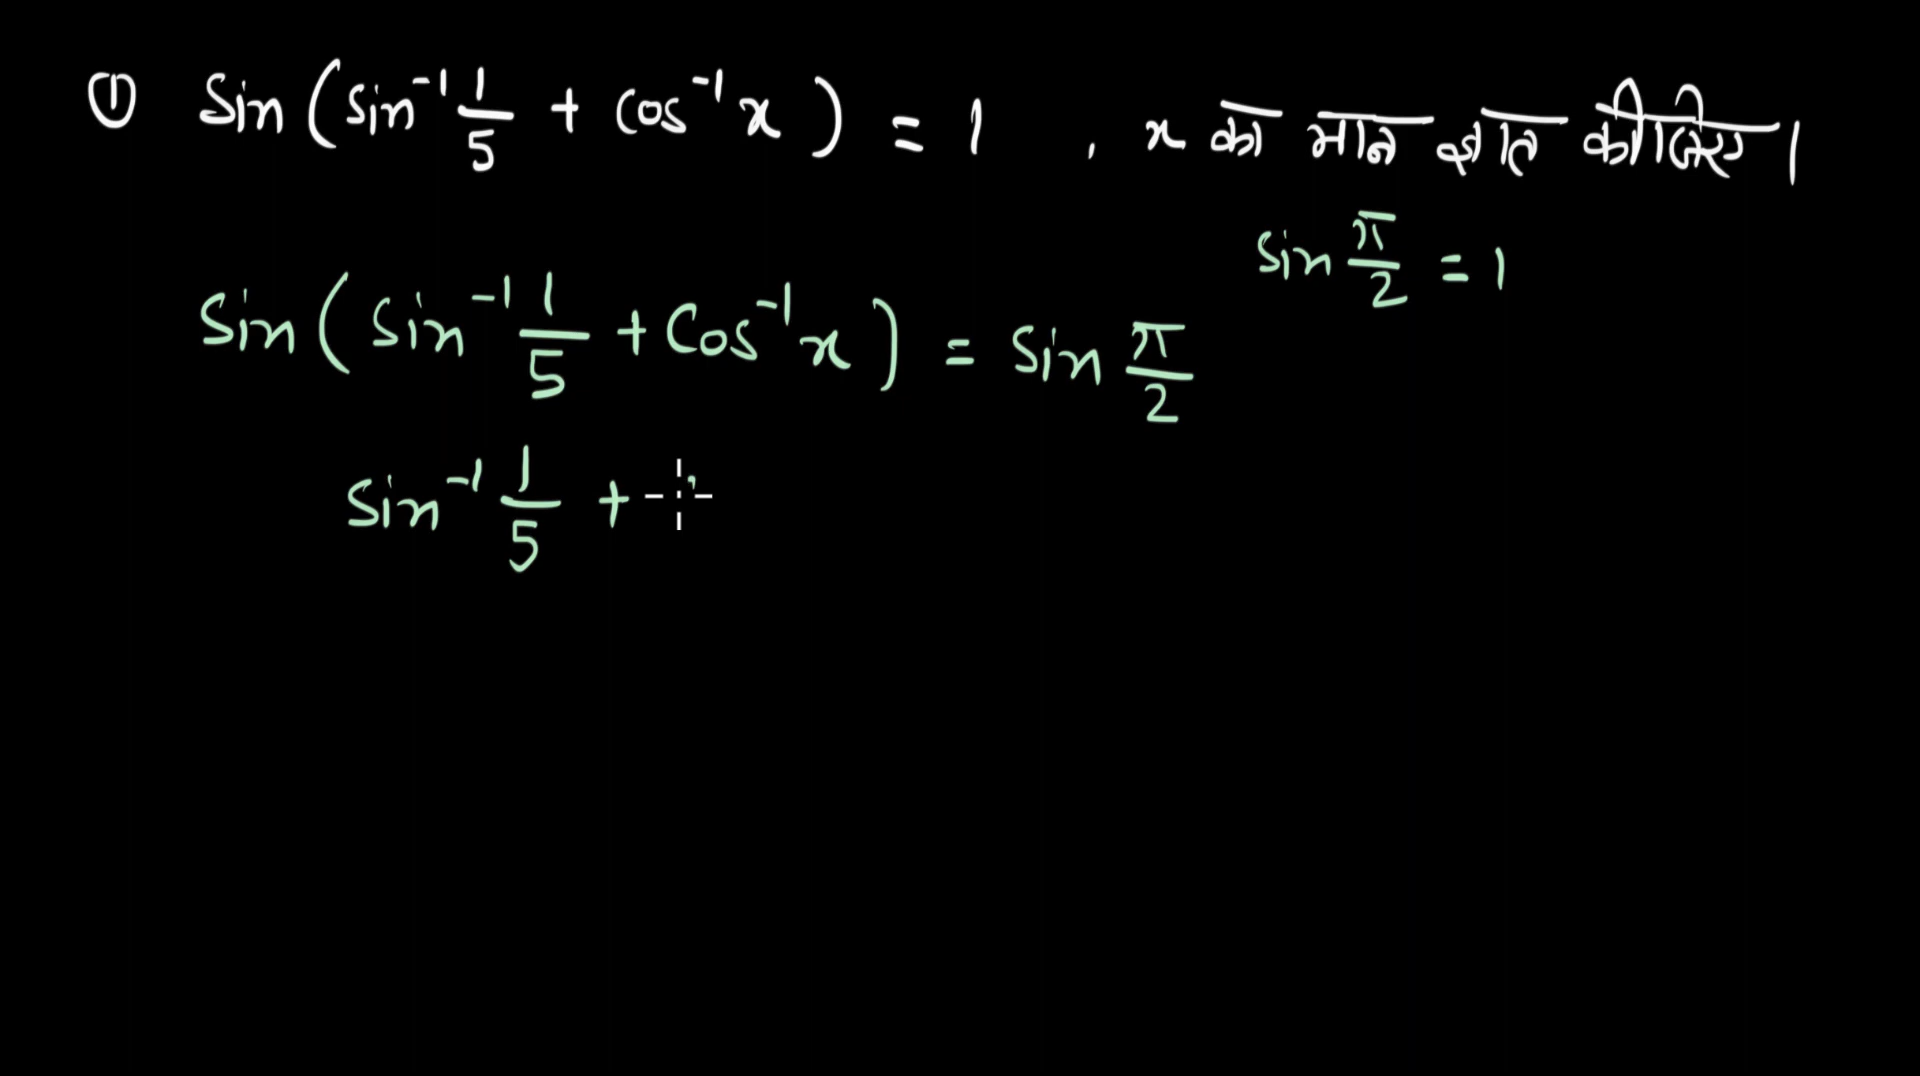 ① Sin(sin⁻¹ 1/5 + cos⁻¹ x) = 1 , x का मान ज्ञात कीजिए।
sin π/2 = 1
Sin(sin⁻¹ 1/5 + Cos⁻¹ x) = sin π/2
sin⁻¹ 1/5 +